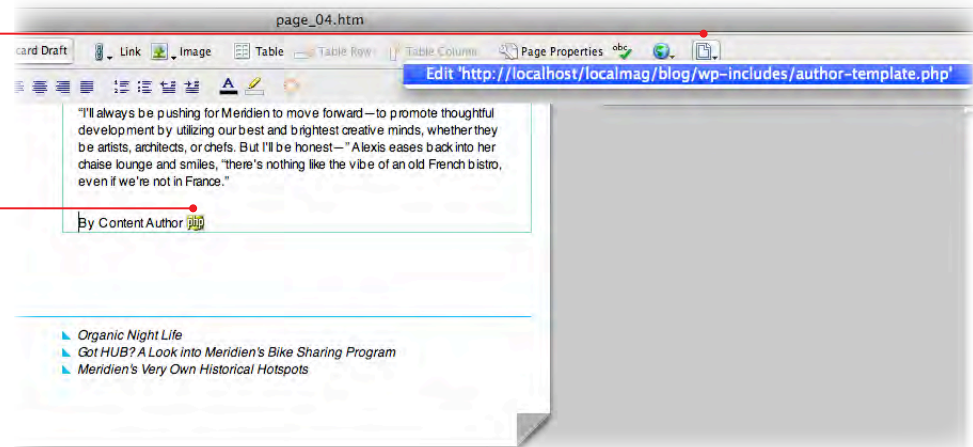 page_04.htm
card Draft Link Image Table Table Row Table Column Page Properties abc
Edit 'http://localhost/localmag/blog/wp-includes/author-template.php'
“I'll always be pushing for Meridien to move forward—to promote thoughtful
development by utilizing our best and brightest creative minds, whether they
be artists, architects, or chefs. But I'll be honest—” Alexis eases back into her
chaise lounge and smiles, “there's nothing like the vibe of an old French bistro,
even if we're not in France.”
By Content Author php
Organic Night Life
Got HUB? A Look into Meridien's Bike Sharing Program
Meridien's Very Own Historical Hotspots